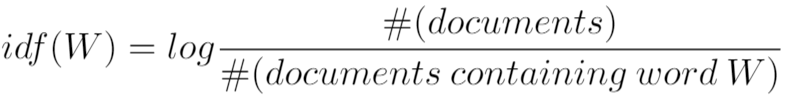 idf(W) = log #(documents) / #(documents containing word W)